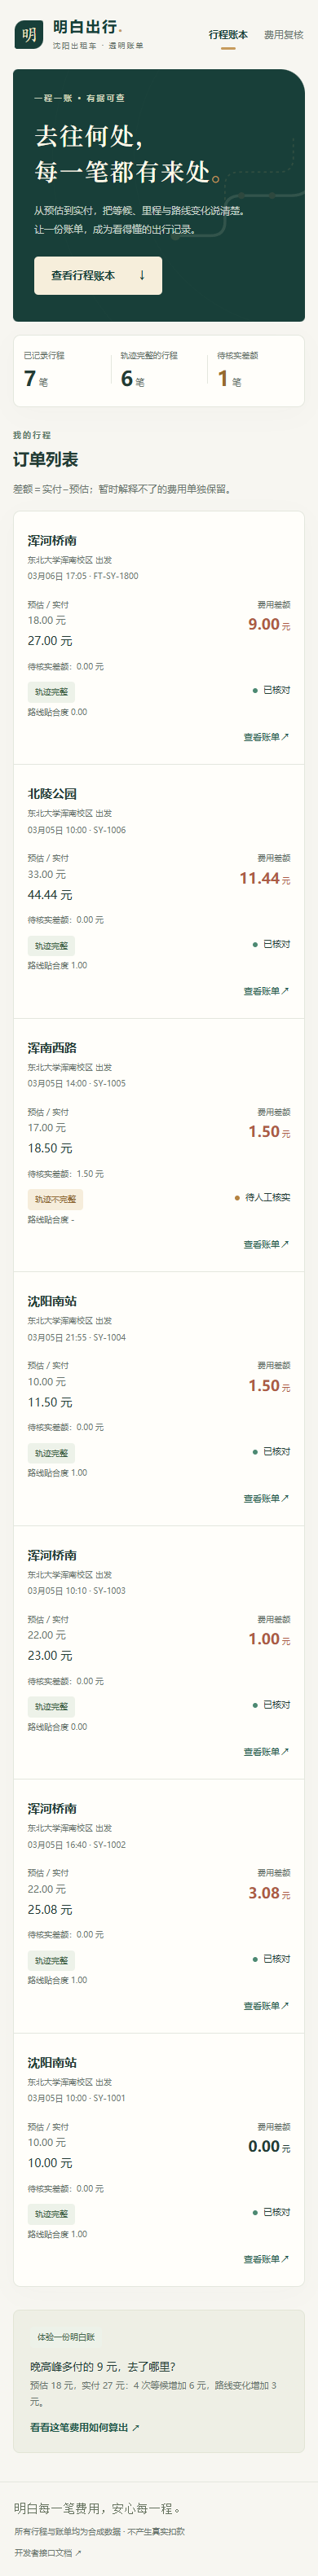 明
明白出行.
沈阳出租车 · 透明账单
行程账本
费用复核
一程一账 • 有据可查
去往何处，
每一笔都有来处。
从预估到实付，把等候、里程与路线变化说清楚。
让一份账单，成为看得懂的出行记录。
查看行程账本 ↓
已记录行程
7 笔
轨迹完整的行程
6 笔
待核实差额
1 笔
我的行程
订单列表
差额 = 实付 − 预估；暂时解释不了的费用单独保留。
浑河桥南
东北大学浑南校区 出发
03月06日 17:05 · FT-SY-1800
预估 / 实付
费用差额
18.00 元
9.00 元
27.00 元
待核实差额：0.00 元
轨迹完整
已核对
路线贴合度 0.00
查看账单 ↗
北陵公园
东北大学浑南校区 出发
03月05日 10:00 · SY-1006
预估 / 实付
费用差额
33.00 元
11.44 元
44.44 元
待核实差额：0.00 元
轨迹完整
已核对
路线贴合度 1.00
查看账单 ↗
浑南西路
东北大学浑南校区 出发
03月05日 14:00 · SY-1005
预估 / 实付
费用差额
17.00 元
1.50 元
18.50 元
待核实差额：1.50 元
轨迹不完整
待人工核实
路线贴合度 -
查看账单 ↗
沈阳南站
东北大学浑南校区 出发
03月05日 21:55 · SY-1004
预估 / 实付
费用差额
10.00 元
1.50 元
11.50 元
待核实差额：0.00 元
轨迹完整
已核对
路线贴合度 1.00
查看账单 ↗
浑河桥南
东北大学浑南校区 出发
03月05日 10:10 · SY-1003
预估 / 实付
费用差额
22.00 元
1.00 元
23.00 元
待核实差额：0.00 元
轨迹完整
已核对
路线贴合度 0.00
查看账单 ↗
浑河桥南
东北大学浑南校区 出发
03月05日 16:40 · SY-1002
预估 / 实付
费用差额
22.00 元
3.08 元
25.08 元
待核实差额：0.00 元
轨迹完整
已核对
路线贴合度 1.00
查看账单 ↗
沈阳南站
东北大学浑南校区 出发
03月05日 10:00 · SY-1001
预估 / 实付
费用差额
10.00 元
0.00 元
10.00 元
待核实差额：0.00 元
轨迹完整
已核对
路线贴合度 1.00
查看账单 ↗
体验一份明白账
晚高峰多付的 9 元，去了哪里？
预估 18 元，实付 27 元：4 次等候增加 6 元，路线变化增加 3
元。
看看这笔费用如何算出 ↗
明白每一笔费用，安心每一程。
所有行程与账单均为合成数据 · 不产生真实扣款
开发者接口文档 ↗